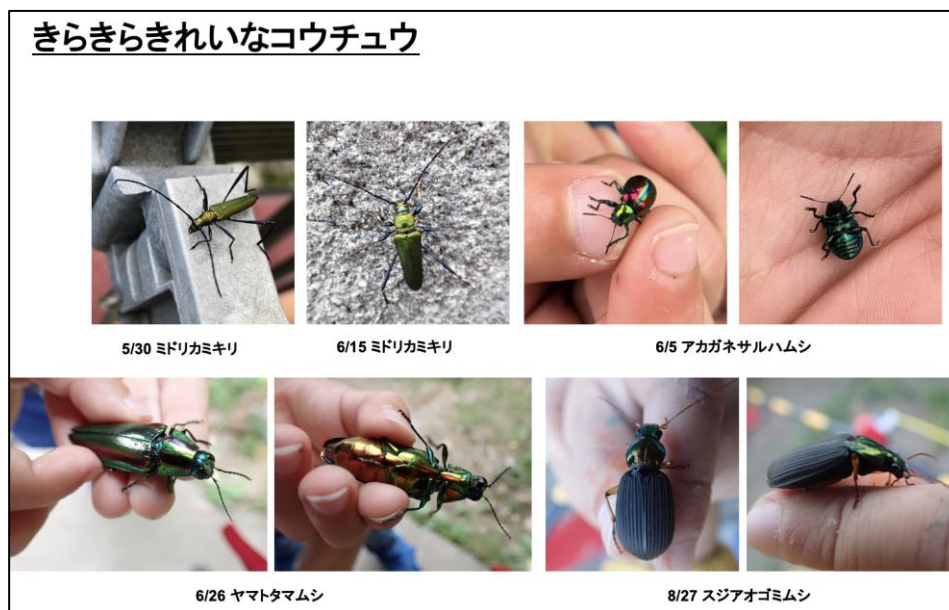 きらきらきれいなコウチュウ
5/30 ミドリカミキリ
6/15 ミドリカミキリ
6/5 アカガネサルハムシ
6/26 ヤマトタマムシ
8/27 スジアオゴミムシ